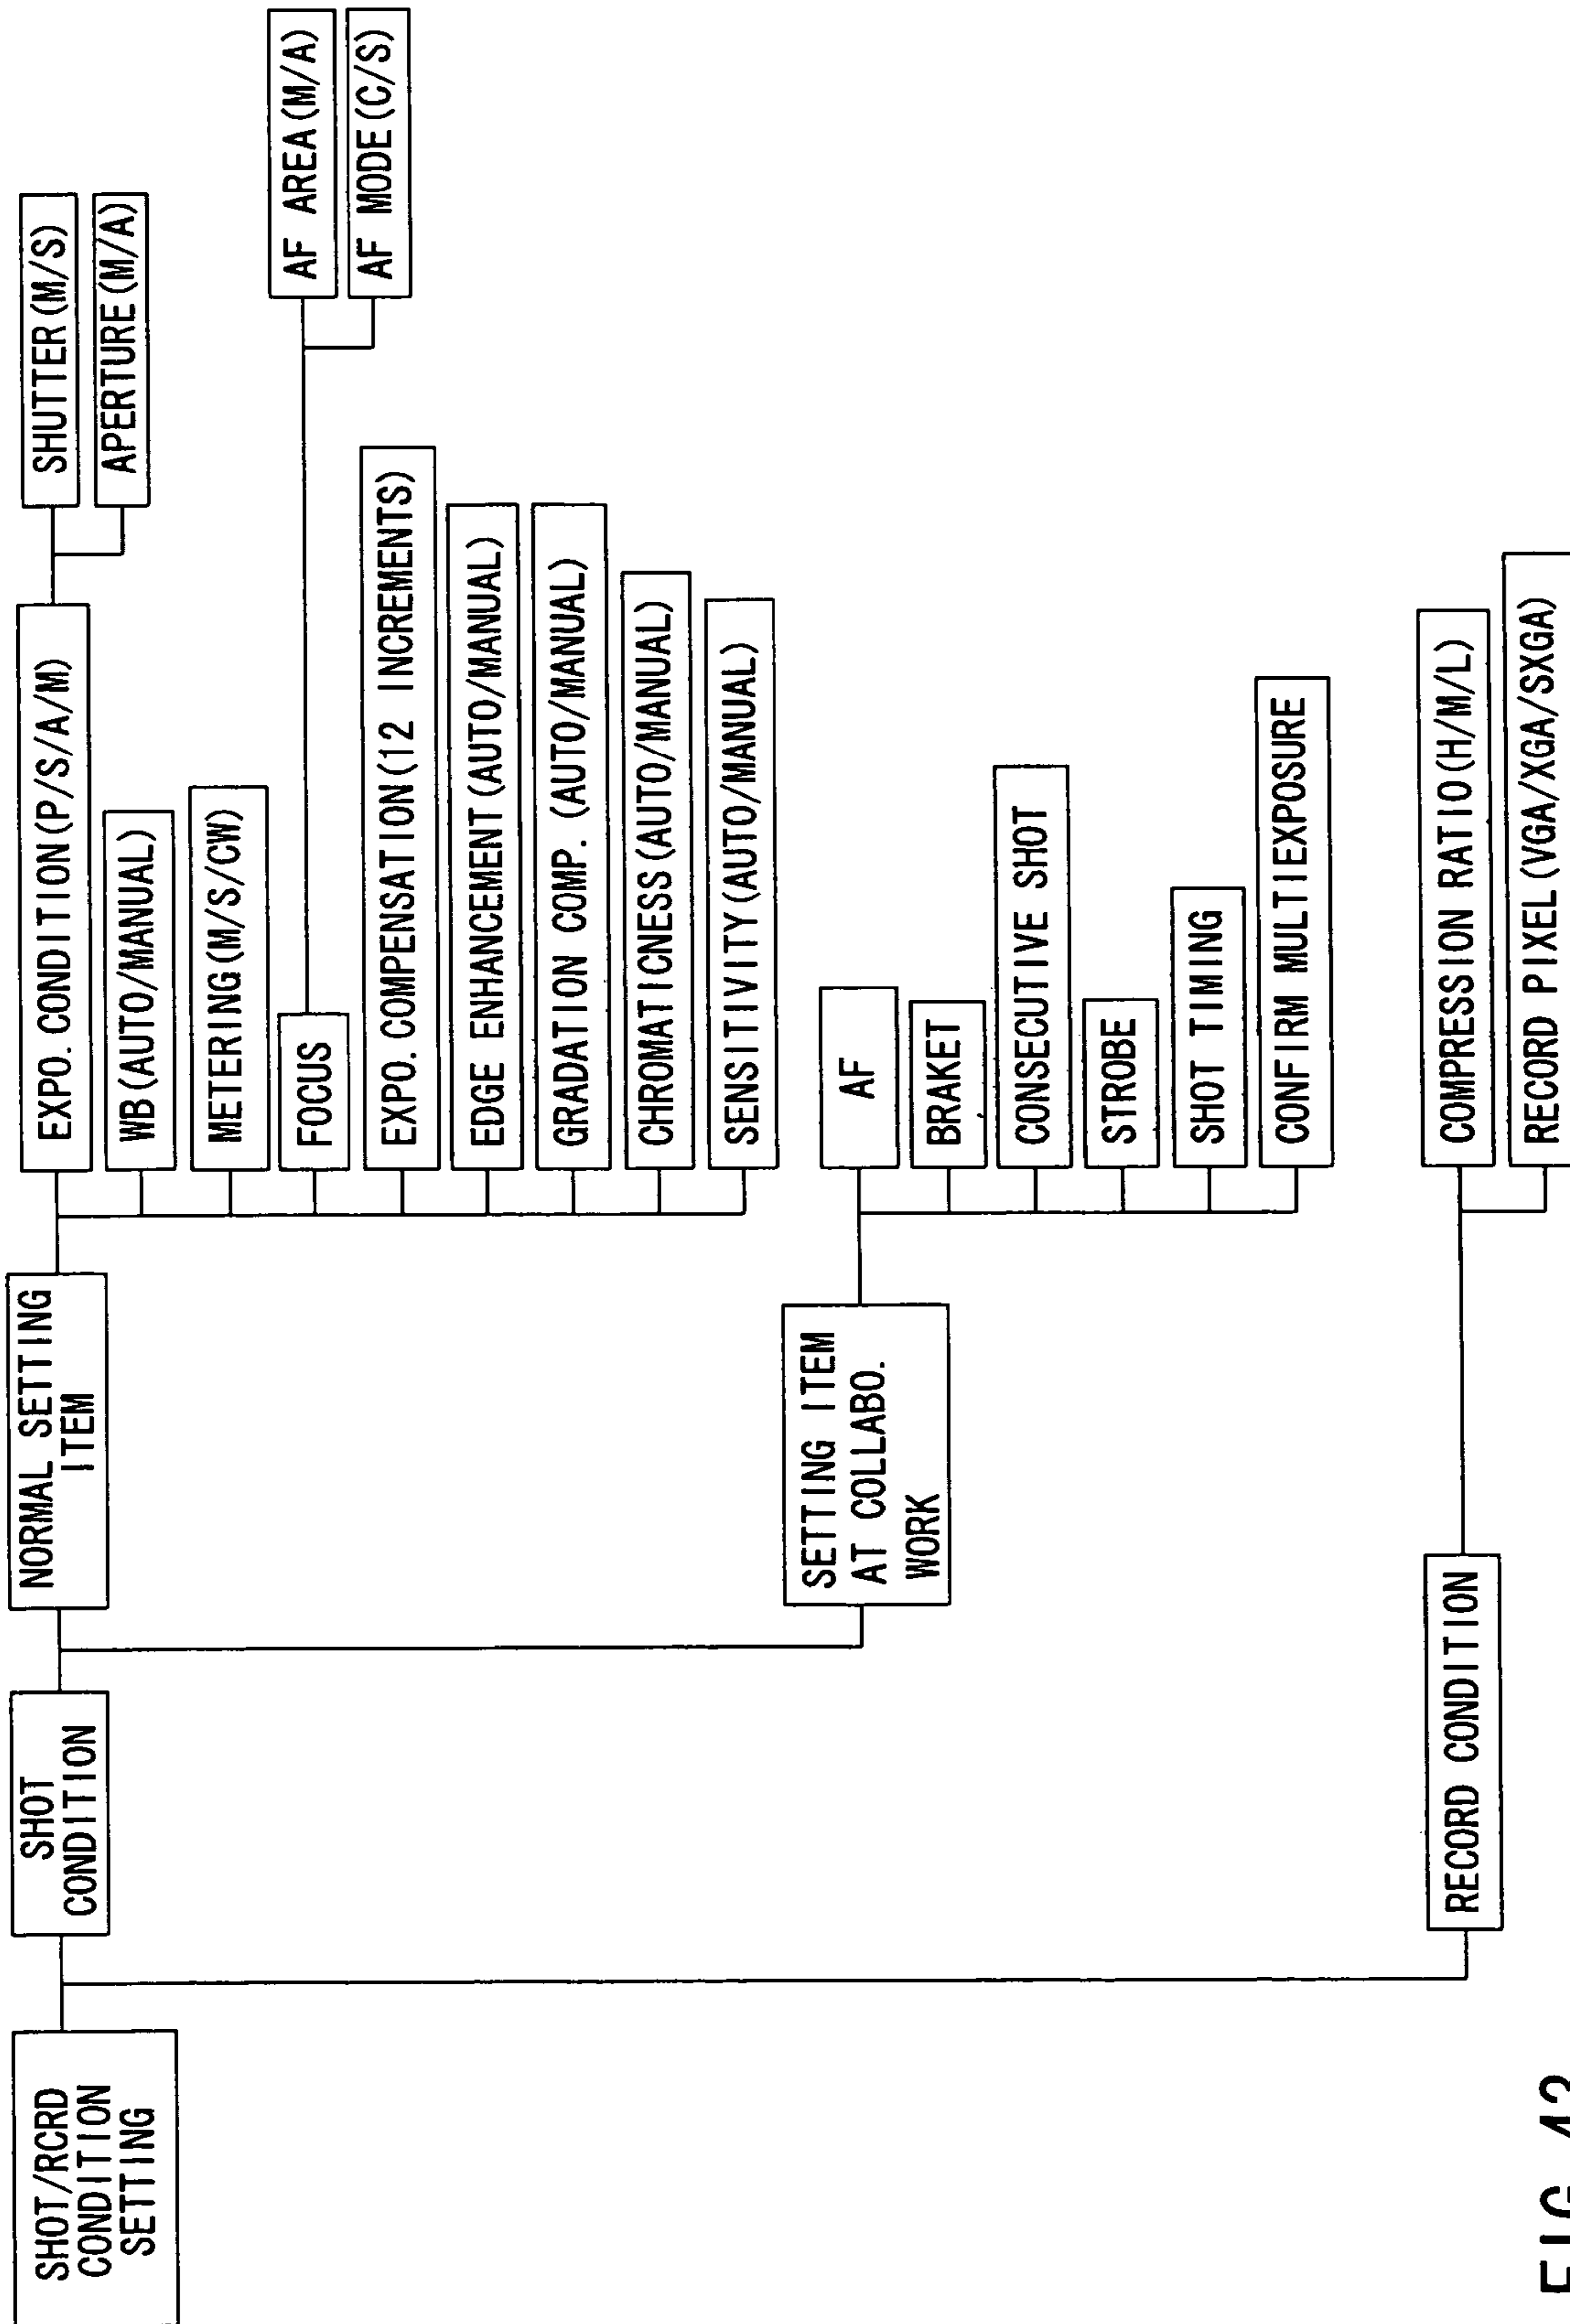 SHOT/RCRD
CONDITION
SETTING
SHOT
CONDITION
NORMAL SETTING
ITEM
EXPO. CONDITION(P/S/A/M)
SHUTTER(M/S)
APERTURE(M/A)
WB(AUTO/MANUAL)
METERING(M/S/CW)
FOCUS
AF AREA(M/A)
AF MODE(C/S)
EXPO. COMPENSATION(12 INCREMENTS)
EDGE ENHANCEMENT(AUTO/MANUAL)
GRADATION COMP. (AUTO/MANUAL)
CHROMATICNESS(AUTO/MANUAL)
SENSITIVITY(AUTO/MANUAL)
SETTING ITEM
AT COLLABO.
WORK
AF
BRAKET
CONSECUTIVE SHOT
STROBE
SHOT TIMING
CONFIRM MULTIEXPOSURE
RECORD CONDITION
COMPRESSION RATIO(H/M/L)
RECORD PIXEL(VGA/XGA/SXGA)
FIG. 42